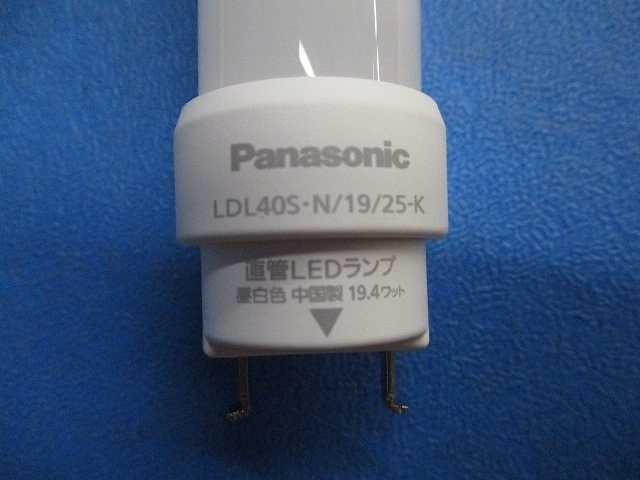 Panasonic
LDL40S・N/19/25-K
直管LEDランプ
昼白色 中国製 19.4ワット